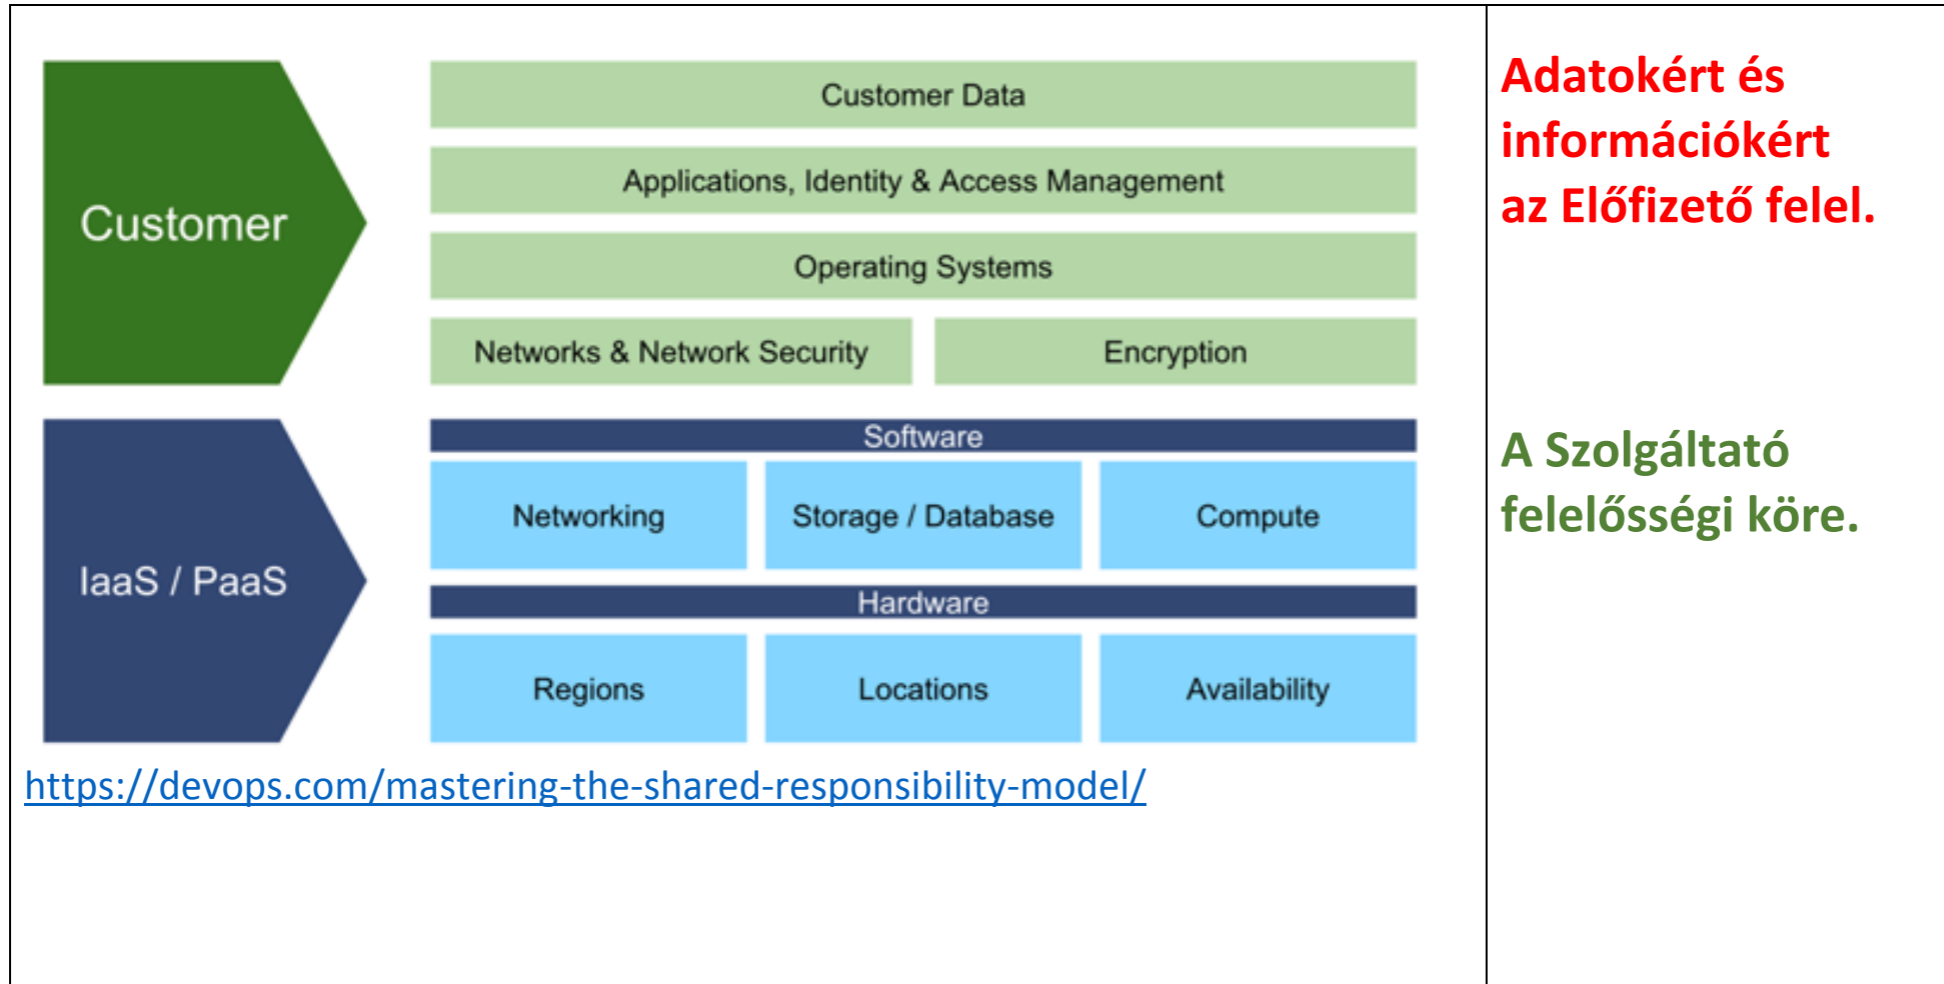 Customer
Customer Data
Applications, Identity & Access Management
Operating Systems
Networks & Network Security
Encryption
IaaS / PaaS
Software
Networking
Storage / Database
Compute
Hardware
Regions
Locations
Availability
https://devops.com/mastering-the-shared-responsibility-model/
Adatokért és
információkért
az Előfizető felel.
A Szolgáltató
felelősségi köre.